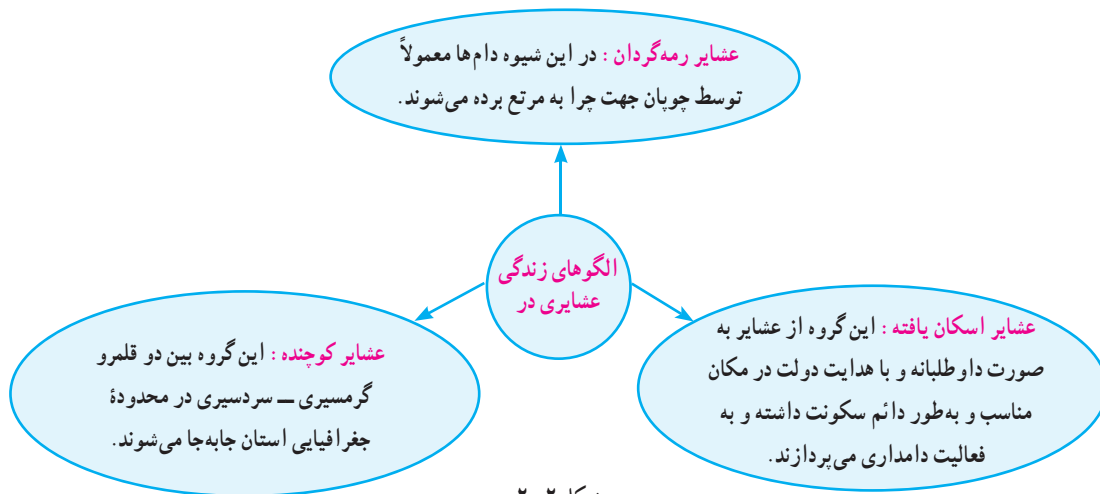 عشایر رمه‌گردان : در این شیوه دام‌ها معمولاً
توسط چوپان جهت چرا به مرتع برده می‌شوند.
الگوهای زندگی
عشایری در
عشایر اسکان یافته : این گروه از عشایر به
صورت داوطلبانه و با هدایت دولت در مکان
مناسب و به‌طور دائم سکونت داشته و به
فعالیت دامداری می‌پردازند.
عشایر کوچنده : این گروه بین دو قلمرو
گرمسیری ــ سردسیری در محدودهٔ
جغرافیایی استان جابه‌جا می‌شوند.